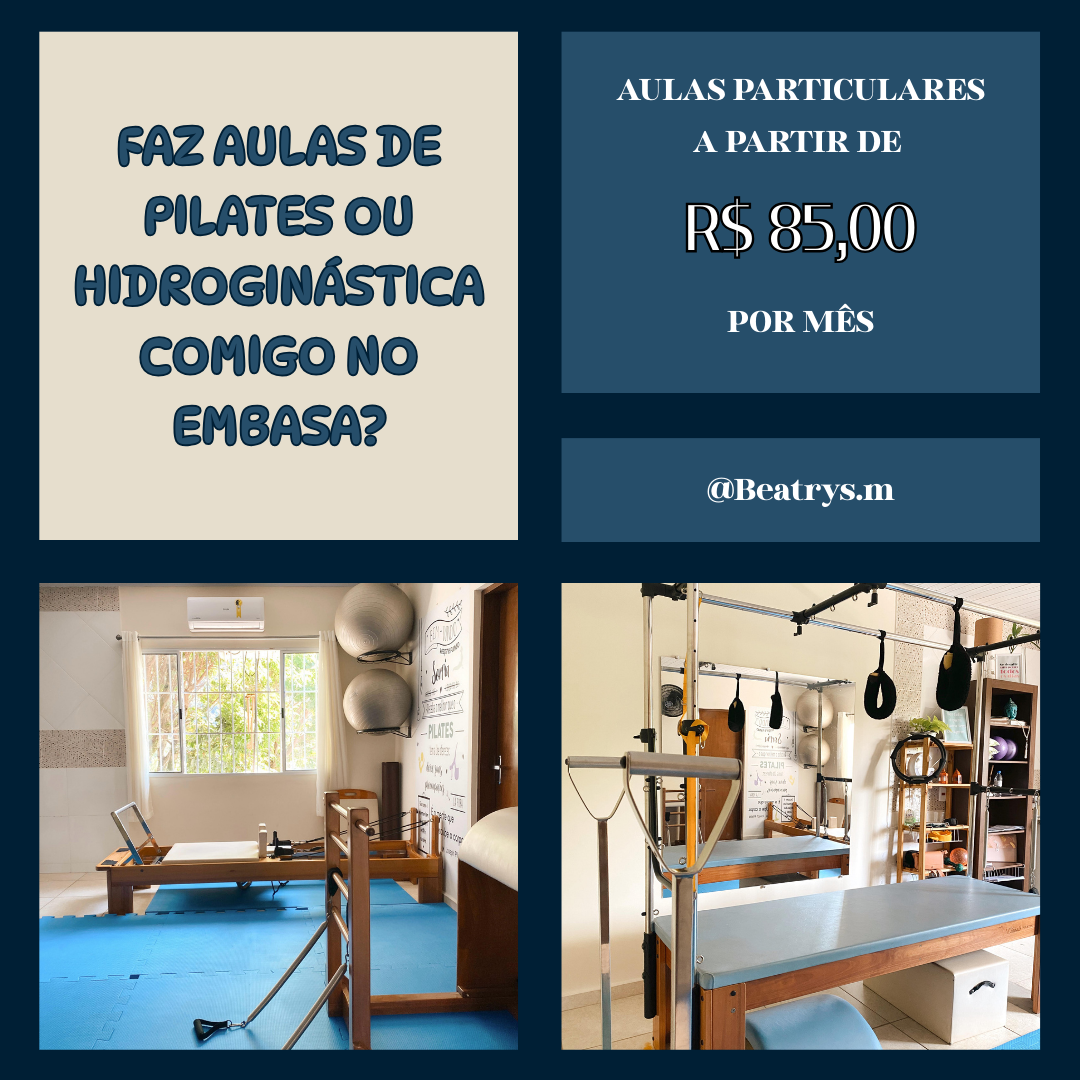 FAZ AULAS DE
PILATES OU
HIDROGINÁSTICA
COMIGO NO
EMBASA?
AULAS PARTICULARES
A PARTIR DE
R$ 85,00
POR MÊS
@Beatrys.m
PILATES